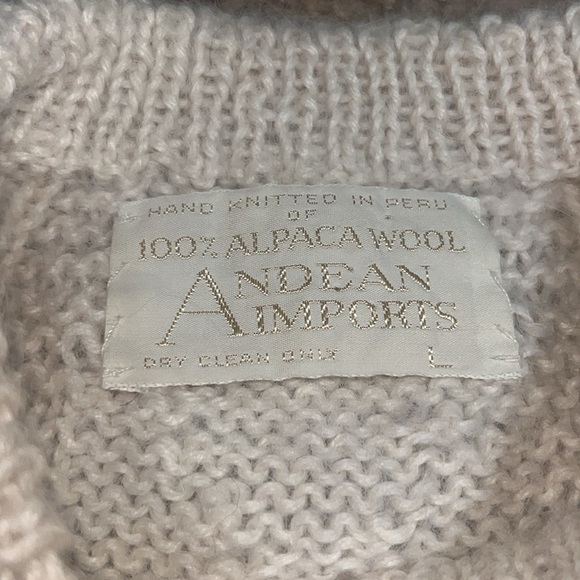 HAND KNITTED IN PERU
OF
100% ALPACA WOOL
ANDEAN
IMPORTS
DRY CLEAN ONLY L